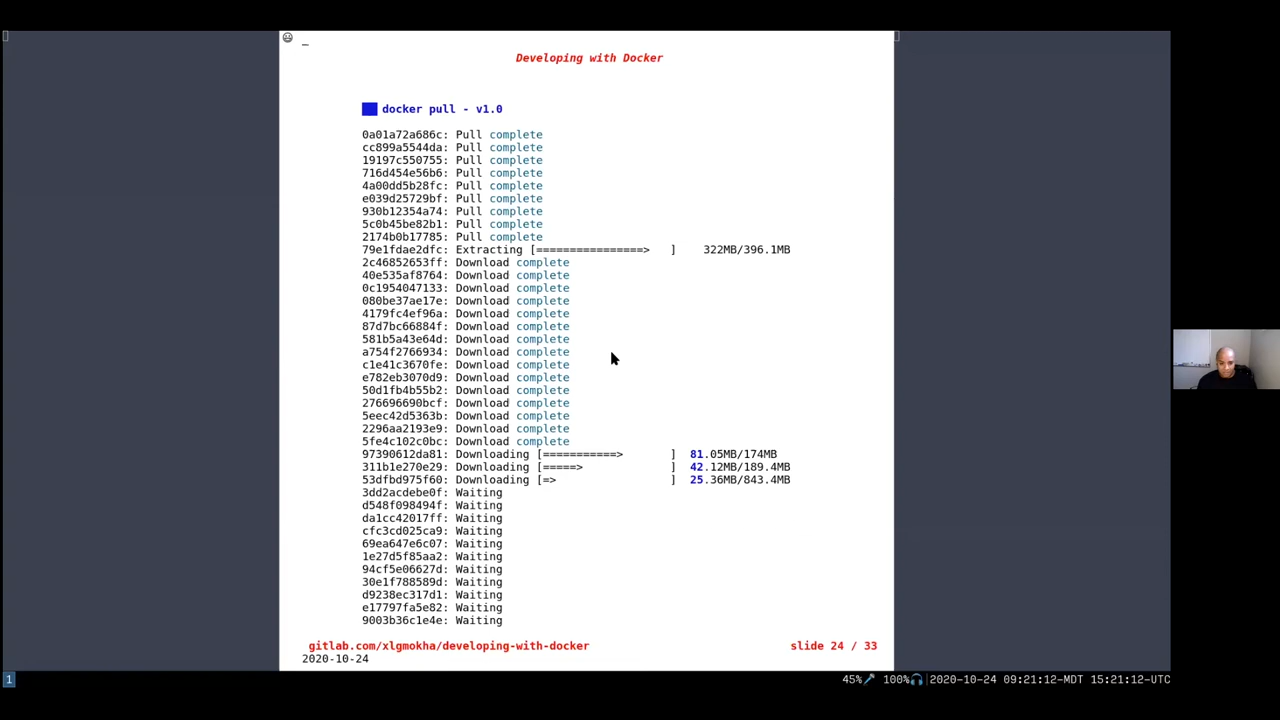 Developing with Docker
docker pull - v1.0
0a01a72a686c: Pull complete
cc899a5544da: Pull complete
19197c550755: Pull complete
716d454e56b6: Pull complete
4a00dd5b28fc: Pull complete
e039d25729bf: Pull complete
930b12354a74: Pull complete
5c0b45be82b1: Pull complete
2174b0b17785: Pull complete
79e1fdae2dfc: Extracting [================> ] 322MB/396.1MB
2c46852653ff: Download complete
40e535af8764: Download complete
0c1954047133: Download complete
080be37ae17e: Download complete
4179fc4ef96a: Download complete
87d7bc66884f: Download complete
581b5a43e64d: Download complete
a754f2766934: Download complete
c1e41c3670fe: Download complete
e782eb3070d9: Download complete
50d1fb4b55b2: Download complete
276696690bcf: Download complete
5eec42d5363b: Download complete
2296aa2193e9: Download complete
5fe4c102c0bc: Download complete
97390612da81: Downloading [===========> ] 81.05MB/174MB
311b1e270e29: Downloading [=====> ] 42.12MB/189.4MB
53dfbd975f60: Downloading [=> ] 25.36MB/843.4MB
3dd2acdebe0f: Waiting
d548f098494f: Waiting
da1cc42017ff: Waiting
cfc3cd025ca9: Waiting
69ea647e6c07: Waiting
1e27d5f85aa2: Waiting
94cf5e06627d: Waiting
30e1f788589d: Waiting
d9238ec317d1: Waiting
e17797fa5e82: Waiting
9003b36c1e4e: Waiting
gitlab.com/xlgmokha/developing-with-docker slide 24 / 33
2020-10-24
1 45% 100% 2020-10-24 09:21:12-MDT 15:21:12-UTC